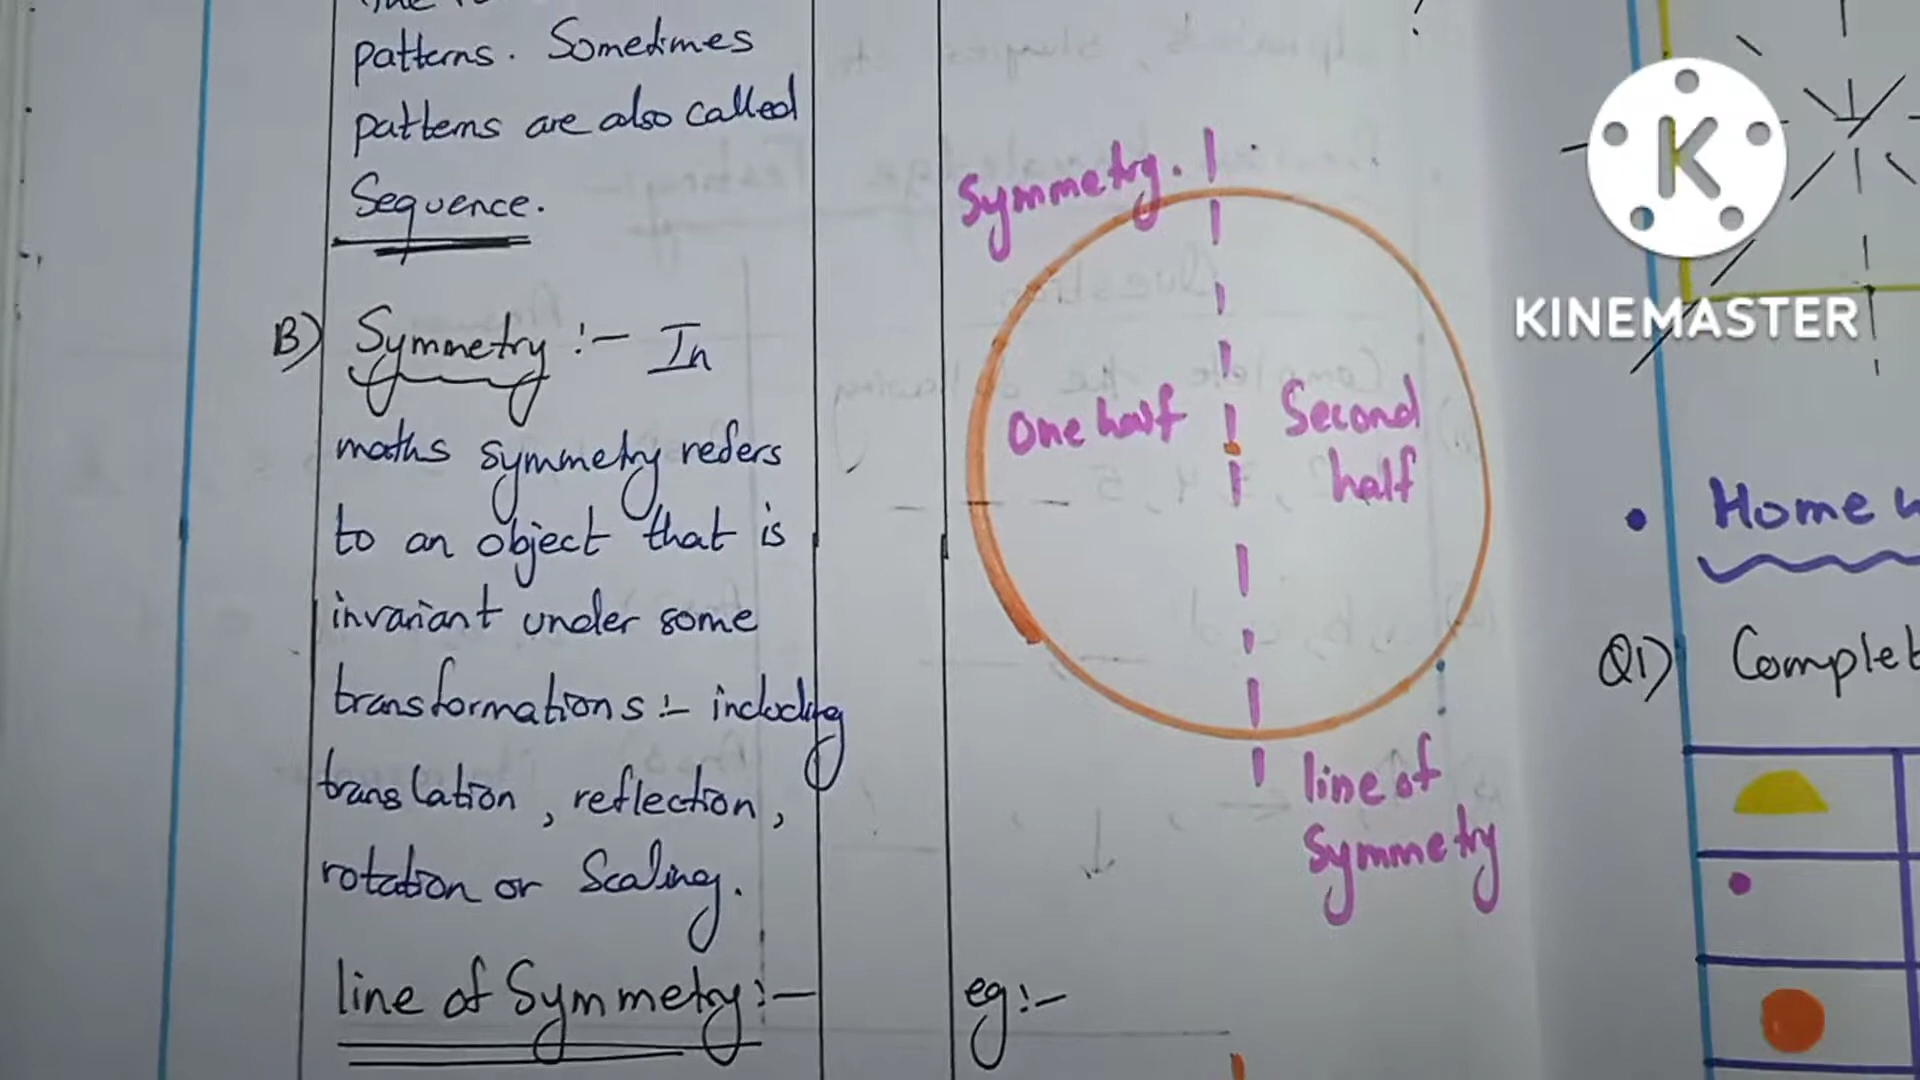 patterns. Sometimes
patterns are also called
Sequence.
B) Symmetry :- In
maths symmetry refers
to an object that is
invariant under some
transformations :- including
translation, reflection,
rotation or Scaling.
line of Symmetry :-
Symmetry.
One half
Second
half
line of
Symmetry
eg :-
KINEMASTER
Home
Q1)